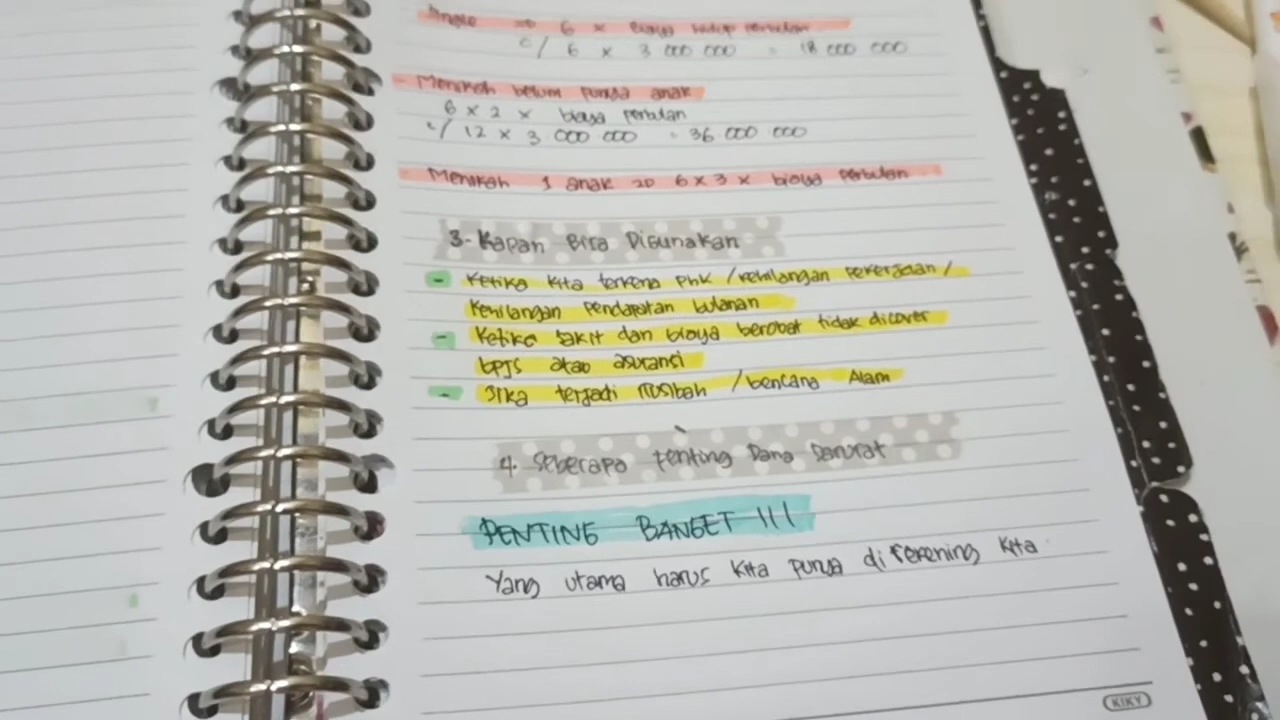 Single => 6 x biaya hidup perbulan
c/ 6 x 3 000 000 = 18 000 000
- Menikah belum punya anak
6 x 2 x biaya perbulan
c/ 12 x 3 000 000 = 36 000 000
- Menikah 1 anak => 6 x 3 x biaya perbulan
3. Kapan Bisa Digunakan
- Ketika kita terkena PHK / kehilangan pekerjaan /
kehilangan pendapatan bulanan
- Ketika sakit dan biaya berobat tidak dicover
bpjs atau asuransi
- Jika terjadi Musibah / bencana Alam
4. Seberapa Penting Dana Darurat
PENTING BANGET !!!
Yang utama harus kita punya di rekening kita
KIKY